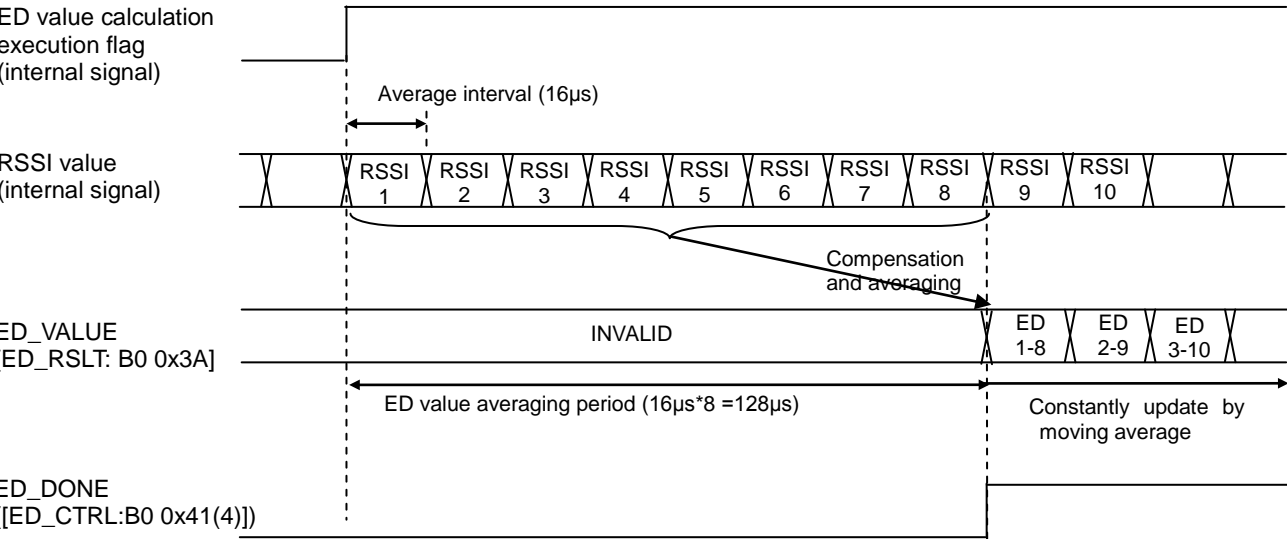 ED value calculation
execution flag
(internal signal)
Average interval (16µs)
RSSI value
(internal signal)
RSSI
1
RSSI
2
RSSI
3
RSSI
4
RSSI
5
RSSI
6
RSSI
7
RSSI
8
RSSI
9
RSSI
10
Compensation
and averaging
ED_VALUE
[ED_RSLT: B0 0x3A]
INVALID
ED
1-8
ED
2-9
ED
3-10
ED value averaging period (16µs*8 =128µs)
Constantly update by
moving average
ED_DONE
([ED_CTRL:B0 0x41(4)])